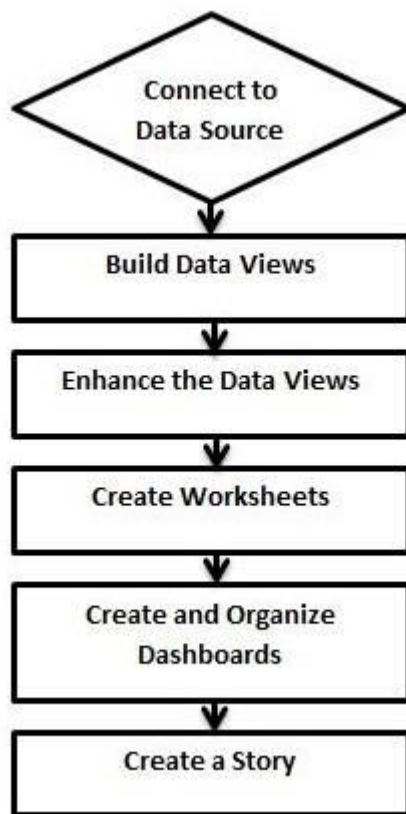 Connect to
Data Source
Build Data Views
Enhance the Data Views
Create Worksheets
Create and Organize
Dashboards
Create a Story